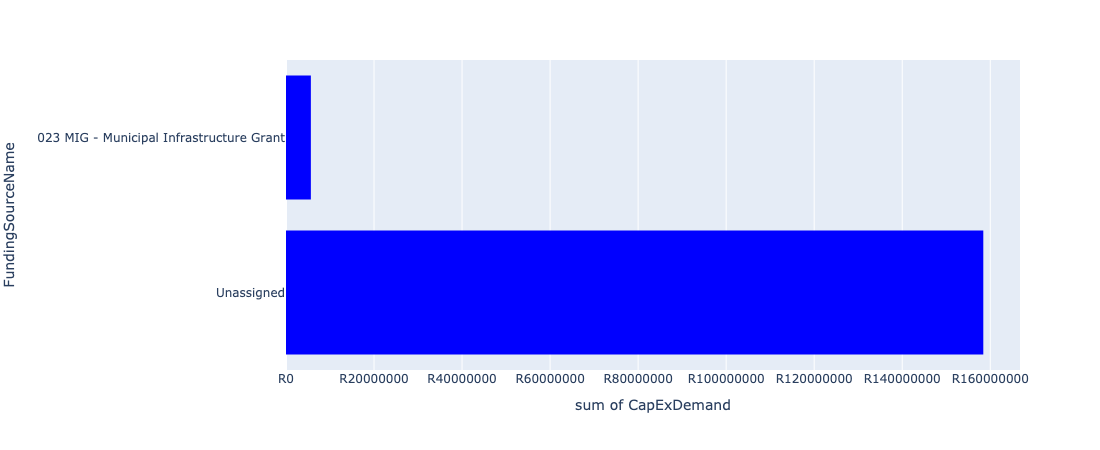 FundingSourceName
023 MIG - Municipal Infrastructure Grant
Unassigned
R0 R20000000 R40000000 R60000000 R80000000 R100000000 R120000000 R140000000 R160000000
sum of CapExDemand